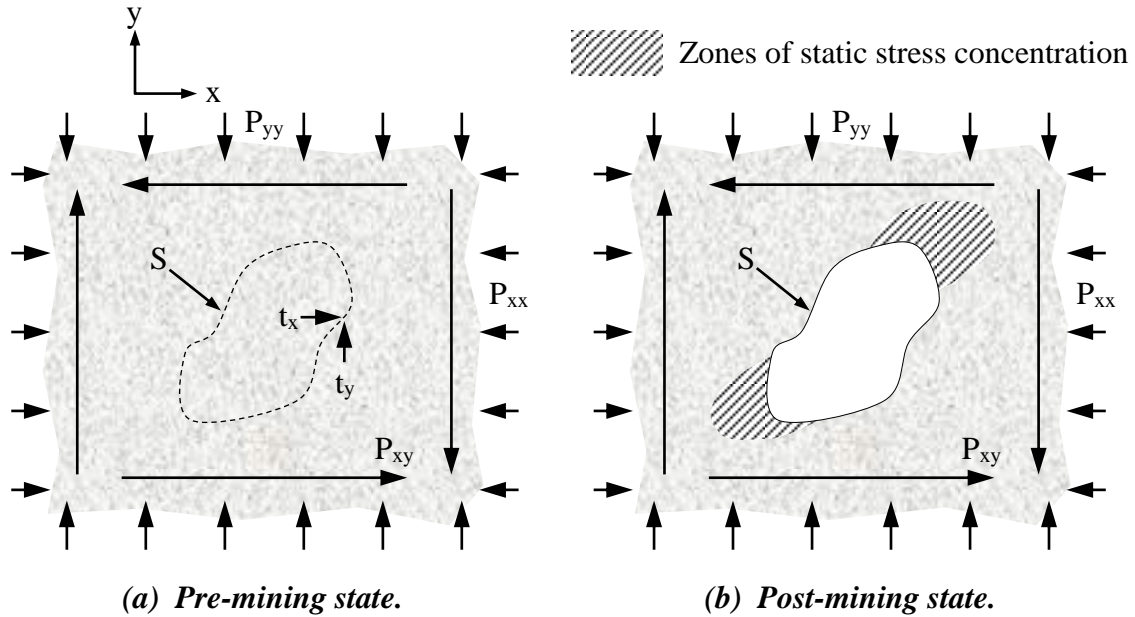 y
x
Zones of static stress concentration
P_yy
P_yy
S
S
P_xx
P_xx
t_x
t_y
P_xy
P_xy
(a) Pre-mining state.
(b) Post-mining state.